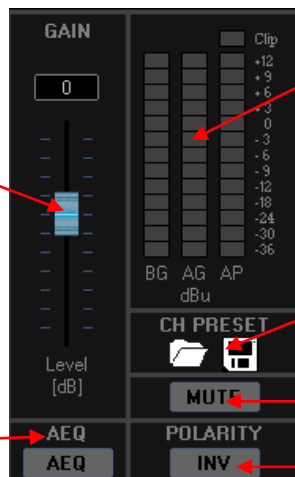 GAIN
0
Level
[dB]
AEQ
AEQ
Clip
+12
+9
+6
+3
0
-3
-6
-9
-12
-18
-24
-30
-36
BG AG AP
dBu
CH PRESET
MUTE
POLARITY
INV